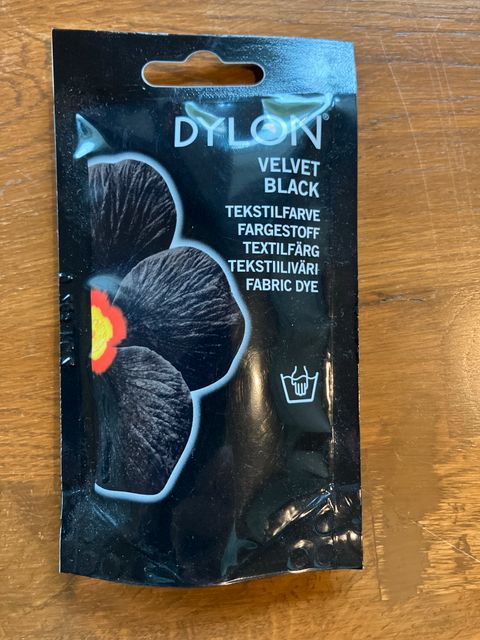 DYLON®
VELVET
BLACK
TEKSTILFARVE
FARGESTOFF
TEXTILFÄRG
TEKSTIILIVÄRI
FABRIC DYE